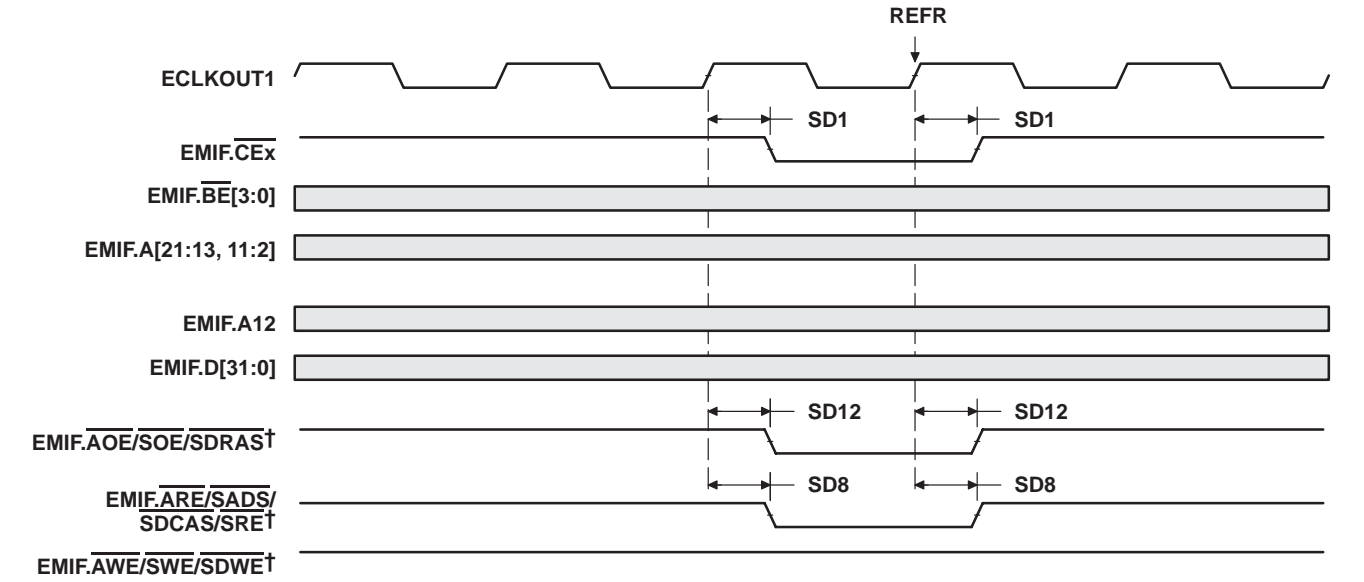 REFR
ECLKOUT1
SD1 SD1
EMIF.CEx
EMIF.BE[3:0]
EMIF.A[21:13, 11:2]
EMIF.A12
EMIF.D[31:0]
SD12 SD12
EMIF.AOE/SOE/SDRAS†
SD8 SD8
EMIF.ARE/SADS/
SDCAS/SRE†
EMIF.AWE/SWE/SDWE†